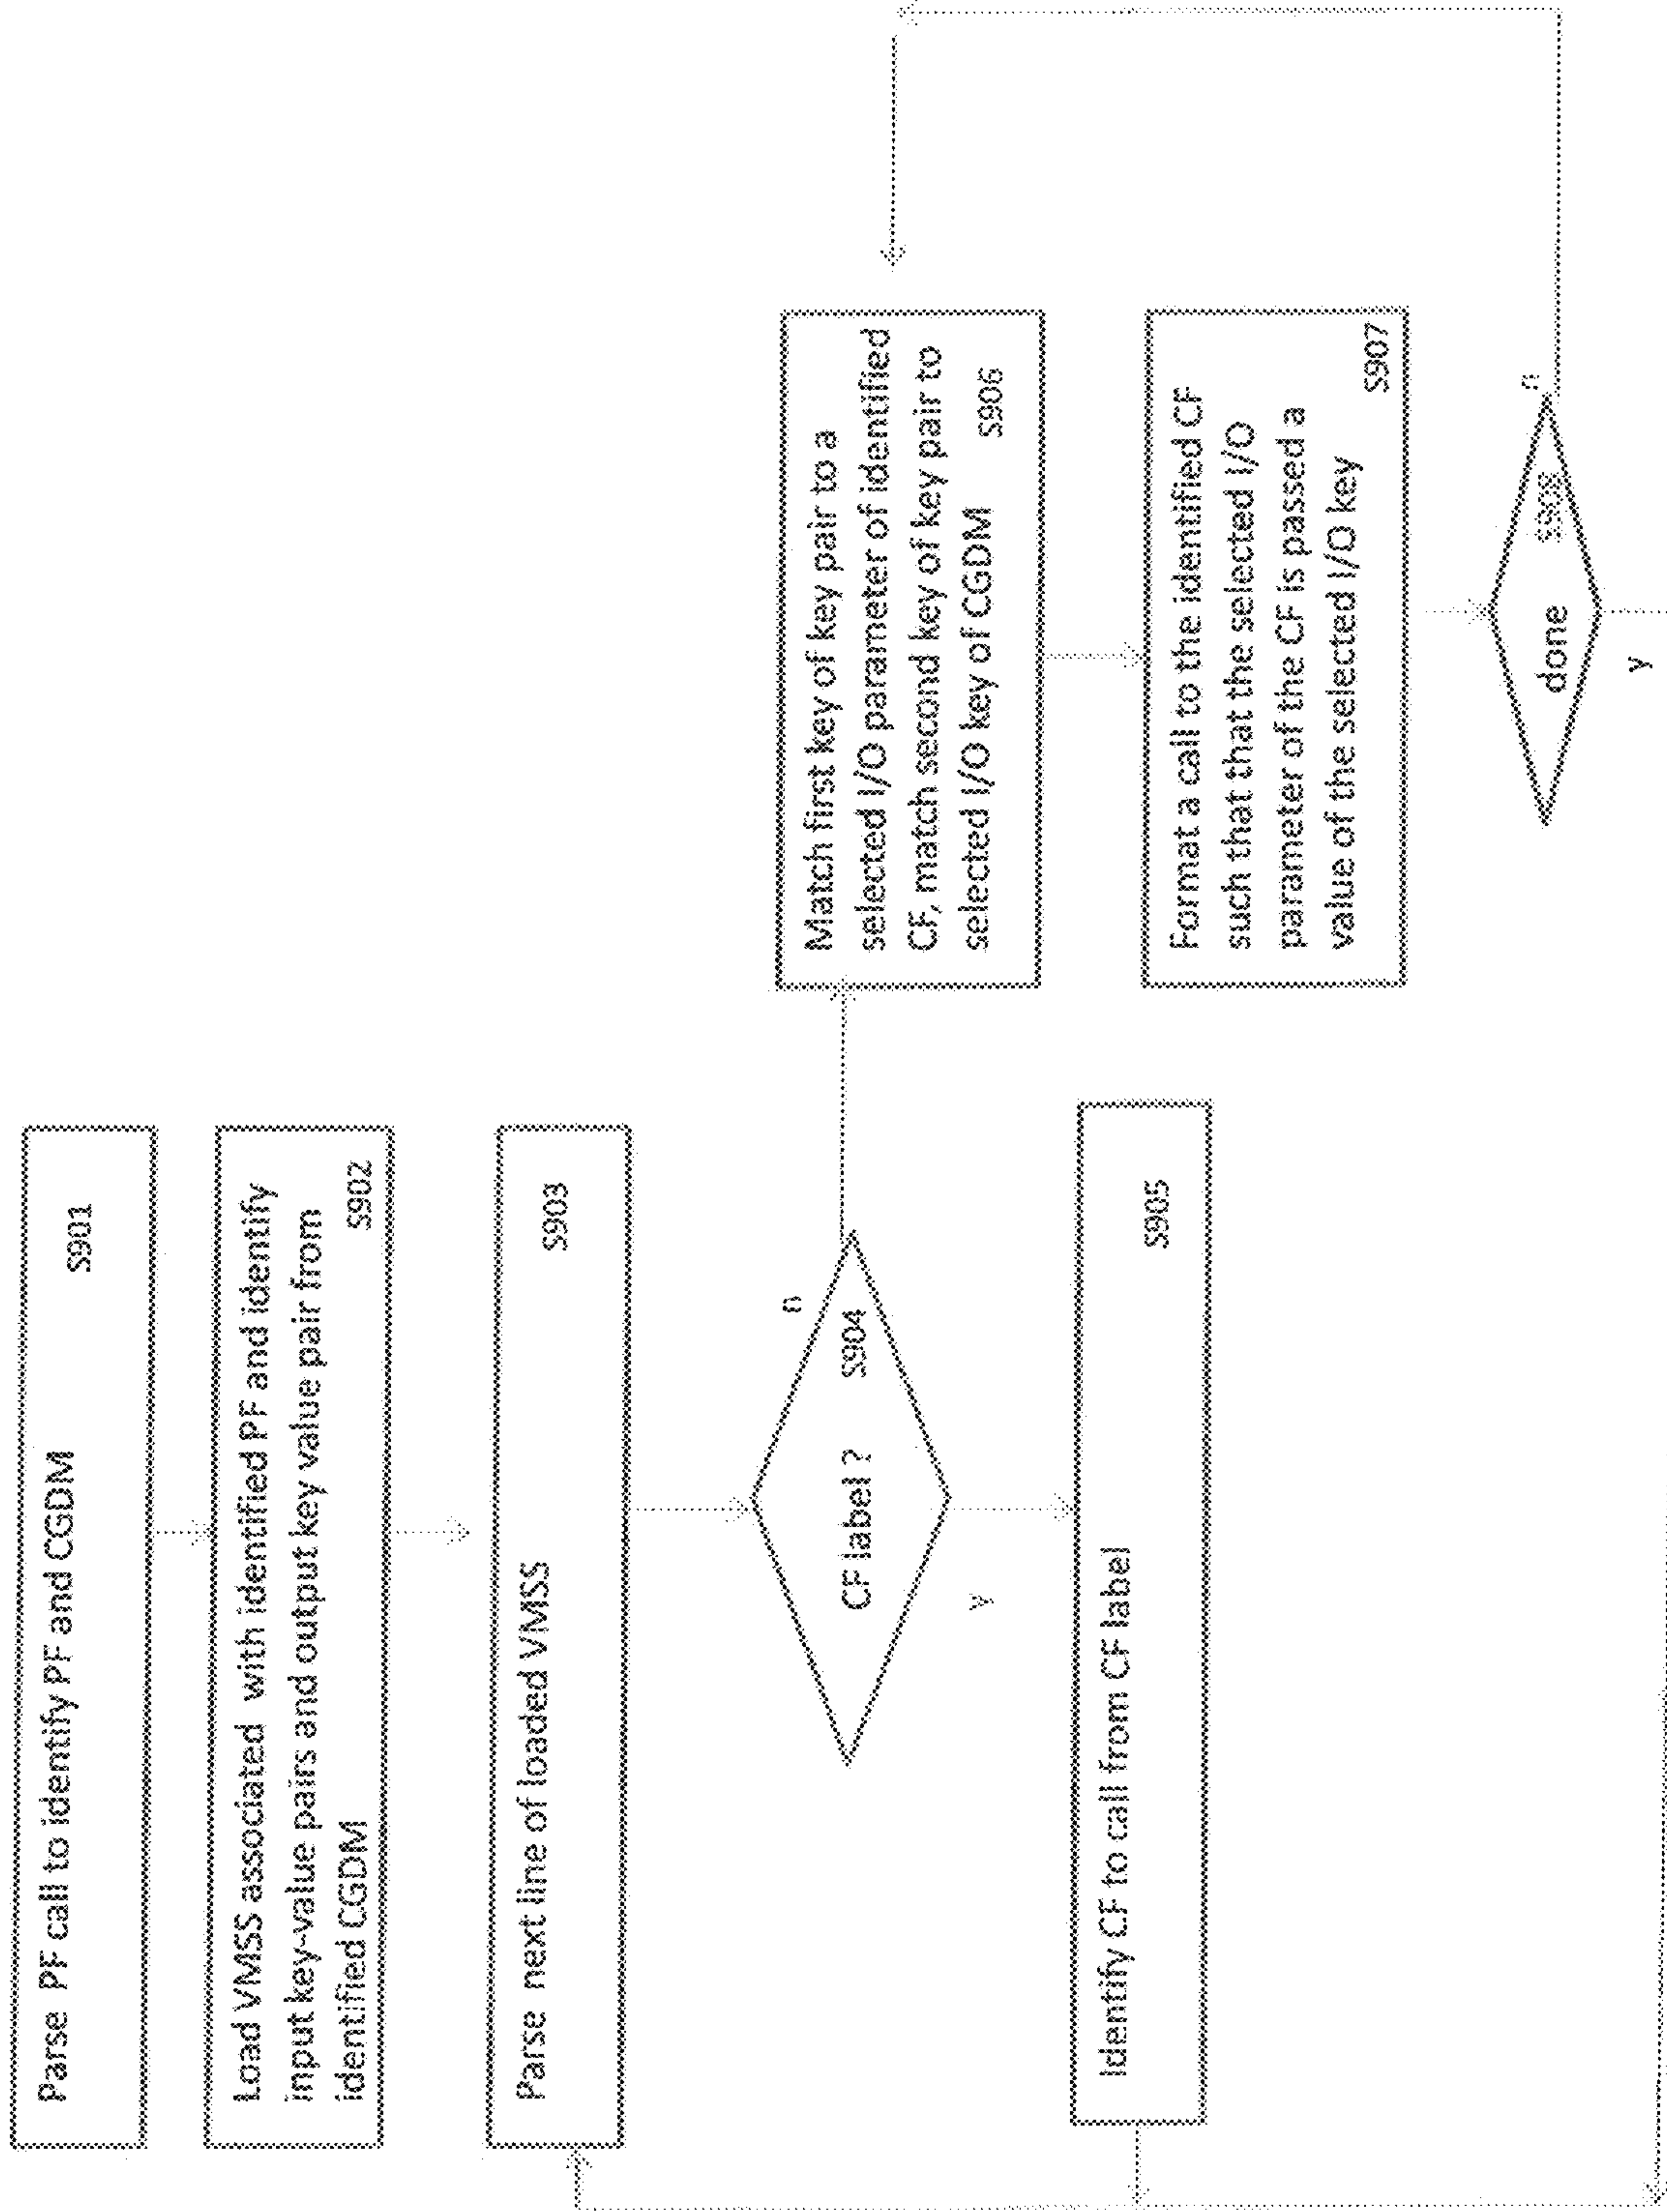 Parse PF call to identify PF and CGDM
S901
Load VMSS associated with identified PF and identify
input key-value pairs and output key value pair from
identified CGDM
S902
Parse next line of loaded VMSS
S903
CF label ?
S904
n
y
Identify CF to call from CF label
S905
Match first key of key pair to a
selected I/O parameter of identified
CF, match second key of key pair to
selected I/O key of CGDM
S906
Format a call to the identified CF
such that that the selected I/O
parameter of the CF is passed a
value of the selected I/O key
S907
done
S908
n
y